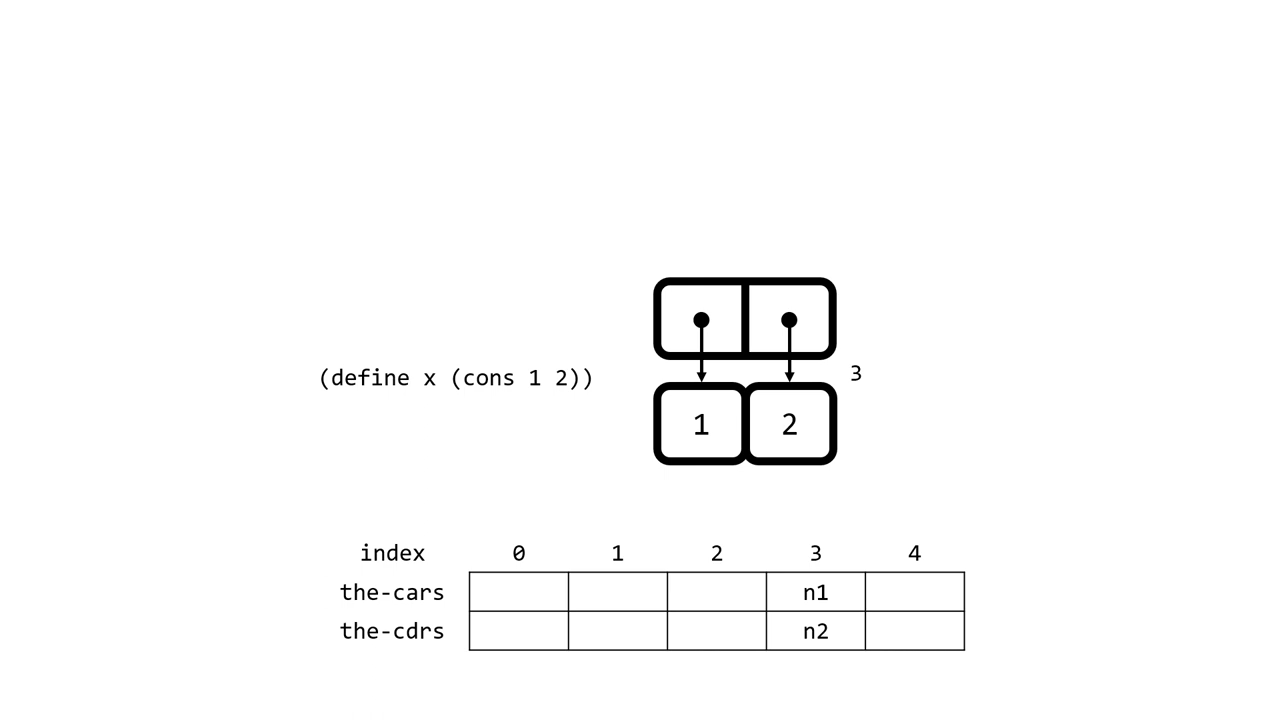 (define x (cons 1 2))
3
1 2
index 0 1 2 3 4
the-cars n1
the-cdrs n2